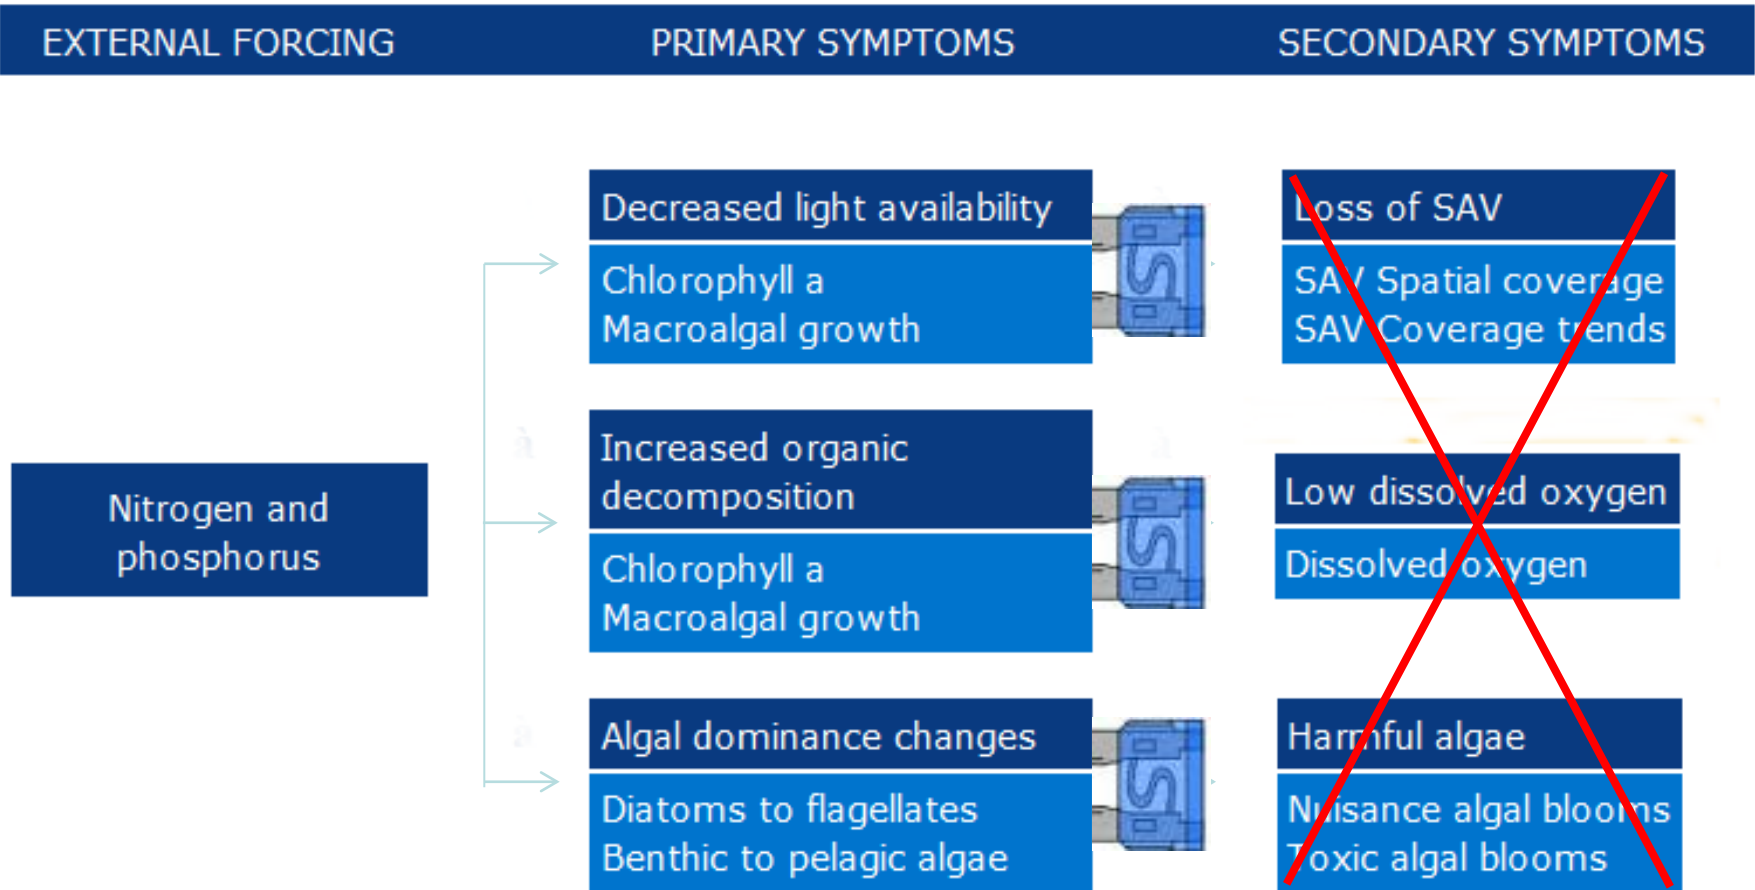 EXTERNAL FORCING
PRIMARY SYMPTOMS
SECONDARY SYMPTOMS
Nitrogen and
phosphorus
Decreased light availability
Chlorophyll a
Macroalgal growth
Increased organic
decomposition
Chlorophyll a
Macroalgal growth
Algal dominance changes
Diatoms to flagellates
Benthic to pelagic algae
Loss of SAV
SAV Spatial coverage
SAV Coverage trends
Low dissolved oxygen
Dissolved oxygen
Harmful algae
Nuisance algal blooms
Toxic algal blooms